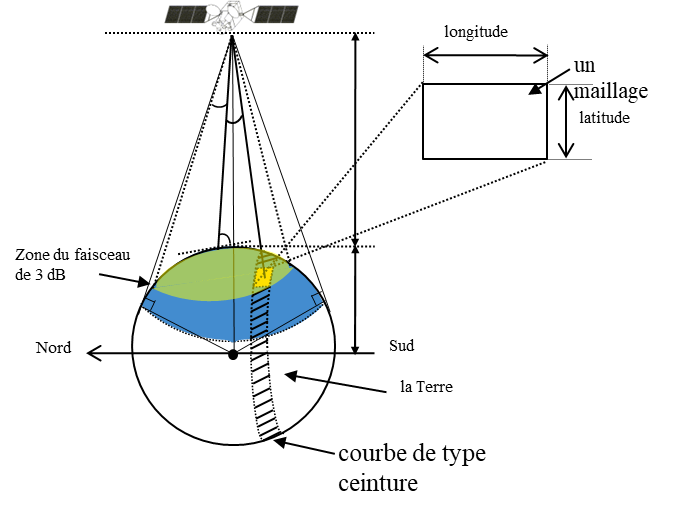 longitude
un
maillage
latitude
Zone du faisceau
de 3 dB
Nord
Sud
la Terre
courbe de type
ceinture